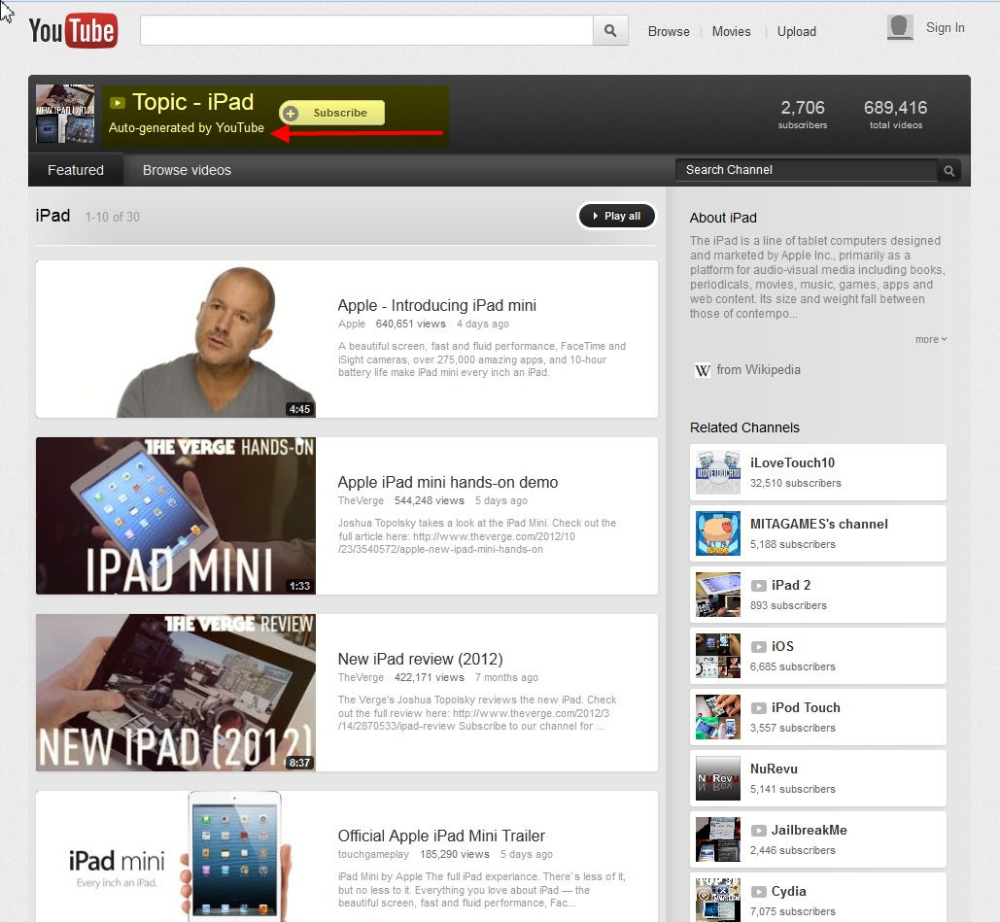 YouTube
Browse
Movies
Upload
Sign In
Topic - iPad
Auto-generated by YouTube
Subscribe
2,706
subscribers
689,416
total videos
Featured
Browse videos
Search Channel
iPad 1-10 of 30
Play all
Apple - Introducing iPad mini
Apple 640,651 views 4 days ago
A beautiful screen, fast and fluid performance, FaceTime and
iSight cameras, over 275,000 amazing apps, and 10-hour
battery life make iPad mini every inch an iPad.
4:45
THE VERGE HANDS-ON
IPAD MINI
1:33
Apple iPad mini hands-on demo
TheVerge 544,248 views 5 days ago
Joshua Topolsky takes a look at the iPad Mini. Check out the
full article here: http://www.theverge.com/2012/10
/23/3540572/apple-new-ipad-mini-hands-on
THE VERGE REVIEW
NEW IPAD (2012)
8:37
New iPad review (2012)
TheVerge 422,171 views 7 months ago
The Verge's Joshua Topolsky reviews the new iPad. Check
out the full review here: http://www.theverge.com/2012/3
/14/2870533/ipad-review Subscribe to our channel for ...
iPad mini
Every inch an iPad.
Official Apple iPad Mini Trailer
touchgameplay 185,290 views 5 days ago
iPad Mini by Apple The full iPad experiance. There`s less of it,
but no less to it. Everything you love about iPad — the
beautiful screen, fast and fluid performance, Fac...
About iPad
The iPad is a line of tablet computers designed
and marketed by Apple Inc., primarily as a
platform for audio-visual media including books,
periodicals, movies, music, games, apps and
web content. Its size and weight fall between
those of contempo...
more
W from Wikipedia
Related Channels
iLoveTouch10
32,510 subscribers
MITAGAMES's channel
5,188 subscribers
iPad 2
893 subscribers
iOS
6,685 subscribers
iPod Touch
3,557 subscribers
NuRevu
NuRevu
5,141 subscribers
JailbreakMe
2,446 subscribers
Cydia
7,075 subscribers